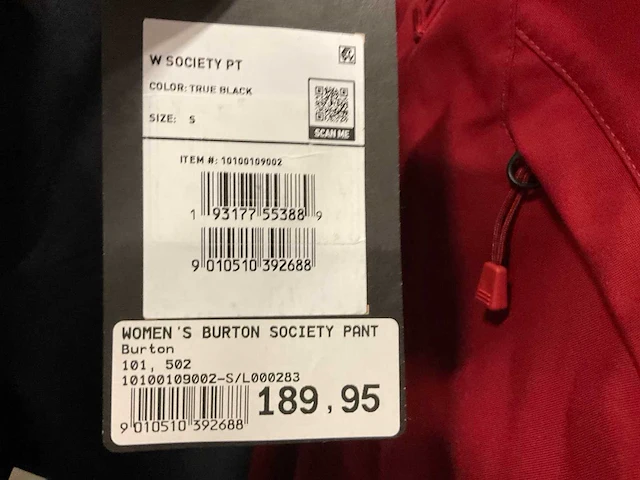 W SOCIETY PT
COLOR: TRUE BLACK
SIZE: S
SCAN ME
ITEM #: 10100109002
1 93177 55388 9
9 010510 392688
WOMEN'S BURTON SOCIETY PANT
Burton
101, 502
10100109002-S/L000283
189,95
9 010510 392688